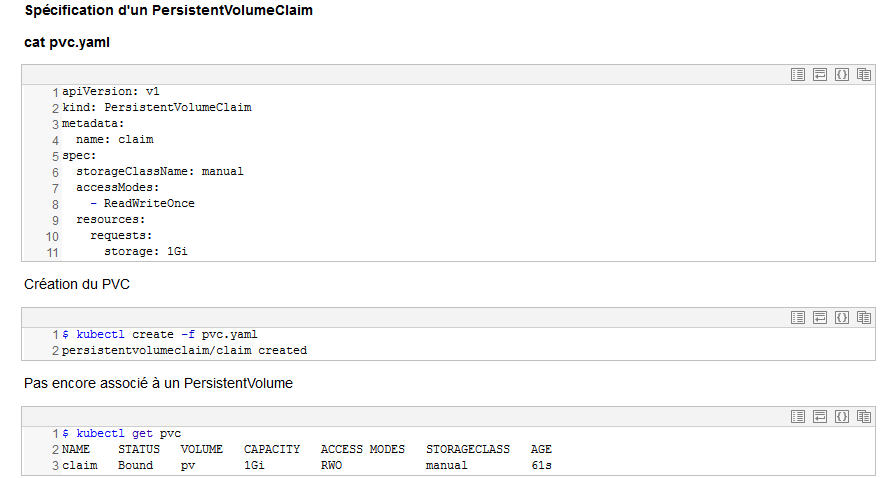 Spécification d'un PersistentVolumeClaim
cat pvc.yaml
1 apiVersion: v1
2 kind: PersistentVolumeClaim
3 metadata:
4   name: claim
5 spec:
6   storageClassName: manual
7   accessModes:
8     - ReadWriteOnce
9   resources:
10     requests:
11       storage: 1Gi
Création du PVC
1 $ kubectl create -f pvc.yaml
2 persistentvolumeclaim/claim created
Pas encore associé à un PersistentVolume
1 $ kubectl get pvc
2 NAME    STATUS   VOLUME   CAPACITY   ACCESS MODES   STORAGECLASS   AGE
3 claim   Bound    pv       1Gi        RWO            manual         61s